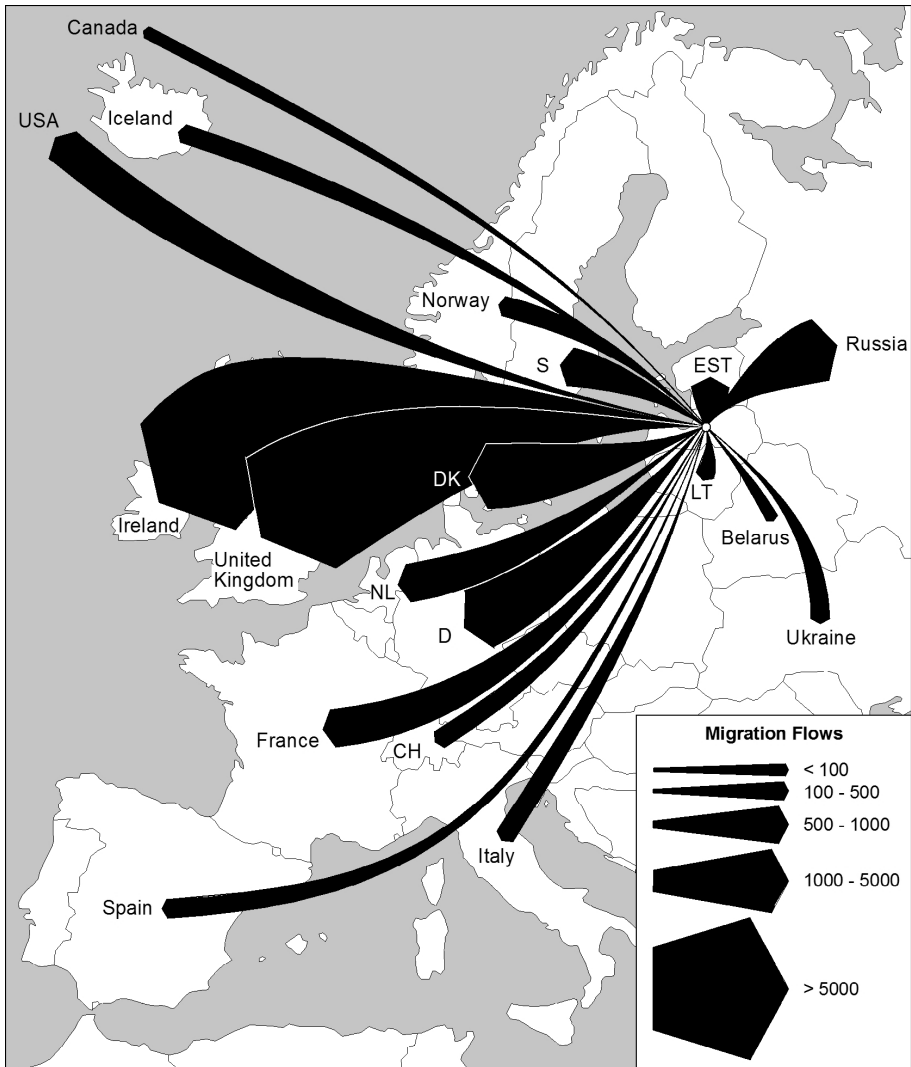 Canada
Iceland
USA
Norway
S
EST
Russia
DK
LT
Ireland
Belarus
United
Kingdom
NL
D
Ukraine
France
CH
Italy
Spain
Migration Flows
< 100
100 - 500
500 - 1000
1000 - 5000
> 5000